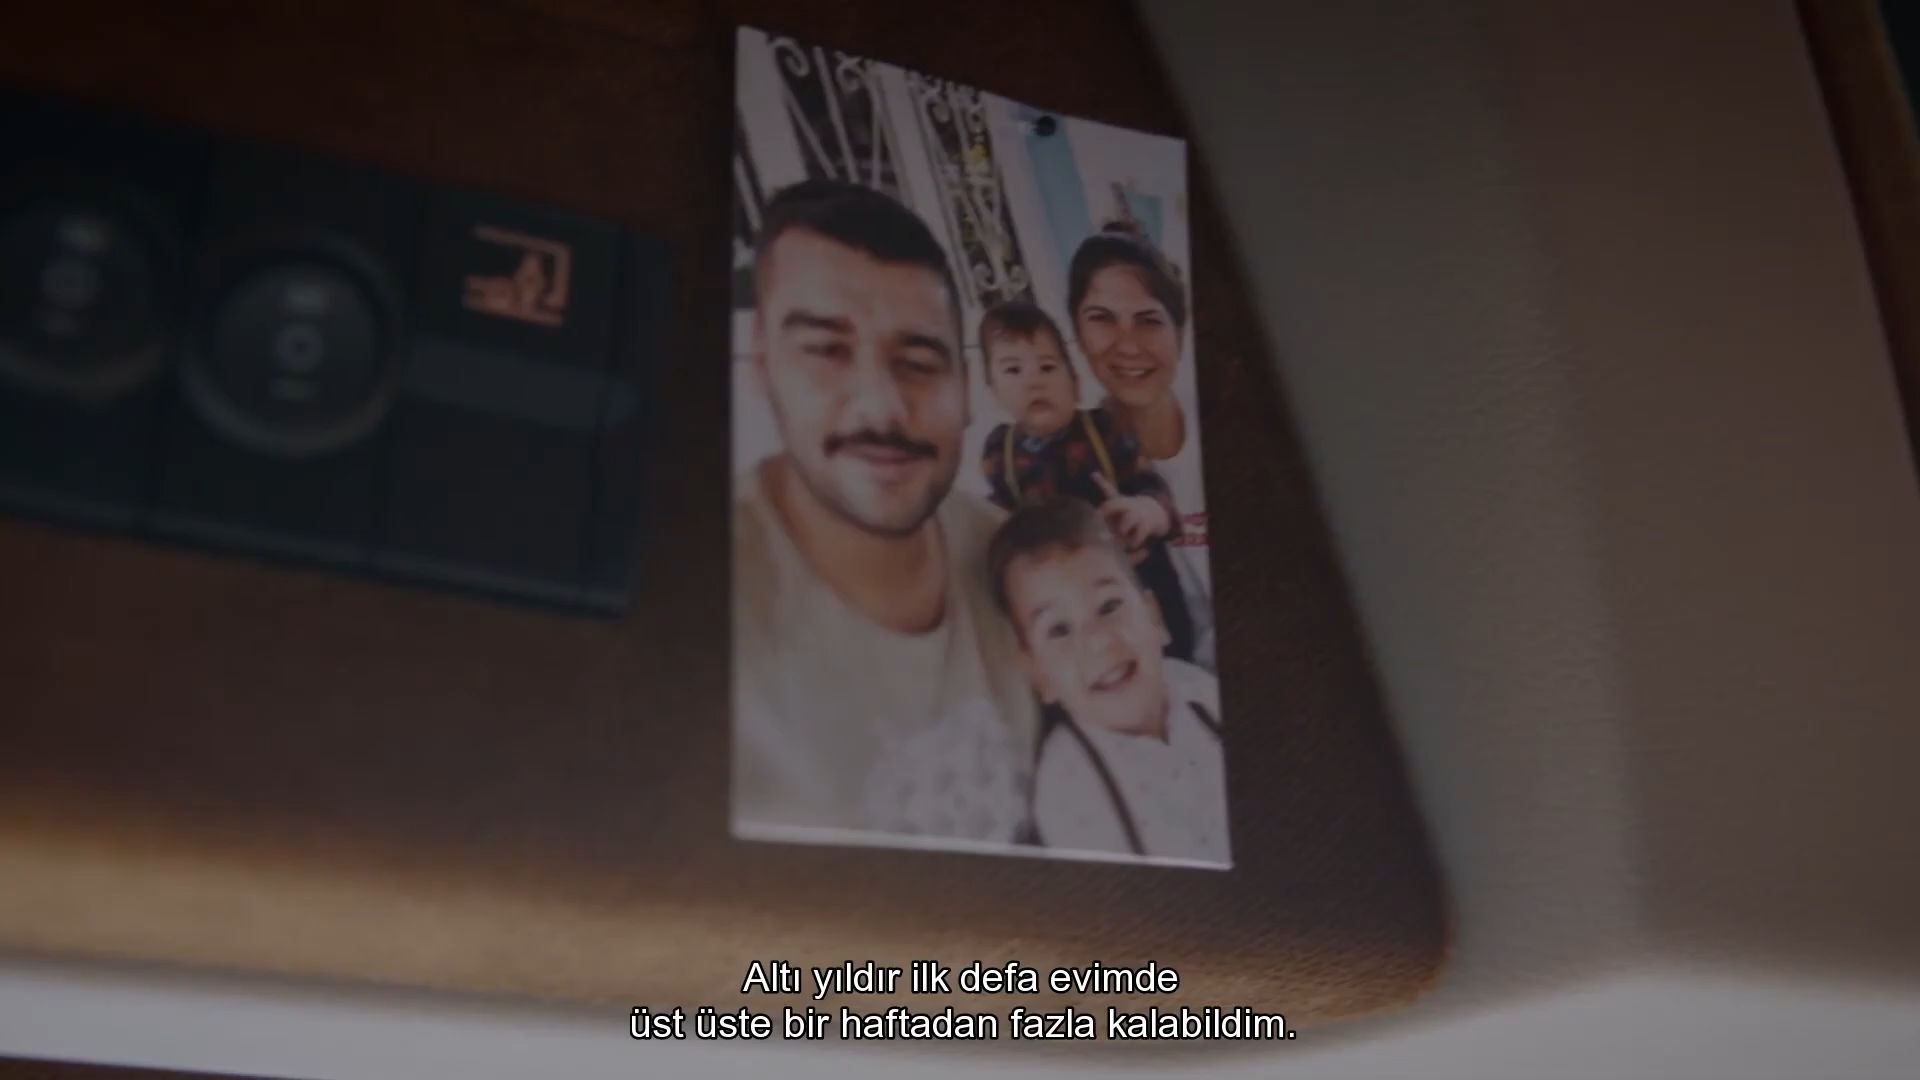 Altı yıldır ilk defa evimde
üst üste bir haftadan fazla kalabildim.